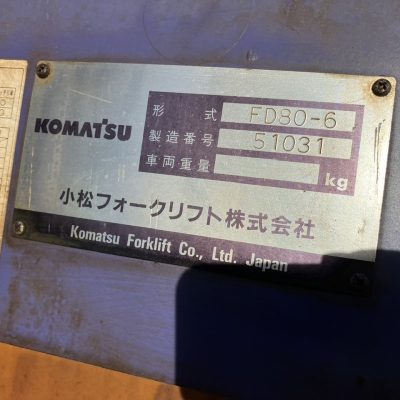 KOMATSU
形式 FD80-6
製造番号 51031
車両重量 kg
小松フォークリフト株式会社
Komatsu Forklift Co., Ltd. Japan